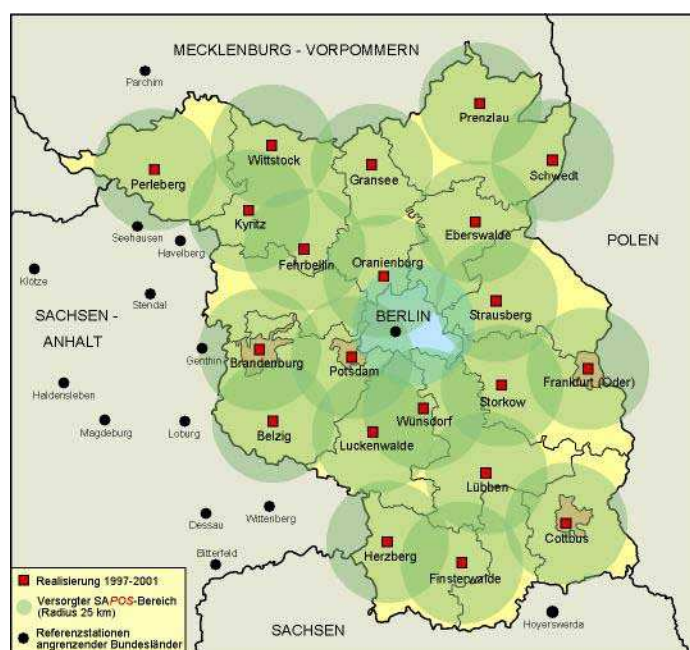 MECKLENBURG - VORPOMMERN
Parchim
Prenzlau
Wittstock
Schwedt
Gransee
Perleberg
Kyritz
Seehausen
Havelberg
Eberswalde
POLEN
Fehrbellin
Oranienburg
Klötze
Stendal
SACHSEN -
ANHALT
BERLIN
Strausberg
Genthin
Brandenburg
Potsdam
Frankfurt (Oder)
Haldensleben
Storkow
Magdeburg
Loburg
Belzig
Wünsdorf
Luckenwalde
Lübben
Dessau
Wittenberg
Cottbus
Bitterfeld
Herzberg
Finsterwalde
Hoyerswerda
SACHSEN
Realisierung 1997-2001
Versorgter SAPOS-Bereich
(Radius 25 km)
Referenzstationen
angrenzender Bundesländer